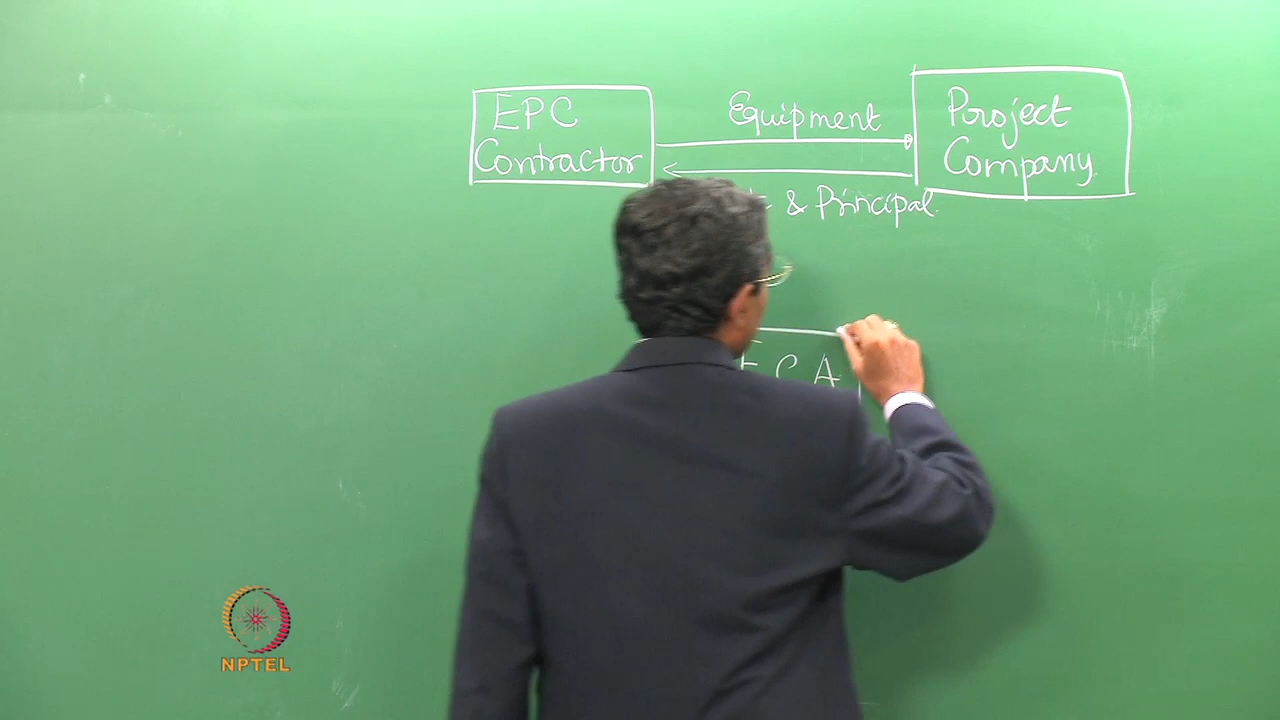 EPC
Contractor
Equipment
Project
Company
& Principal.
ECA
NPTEL